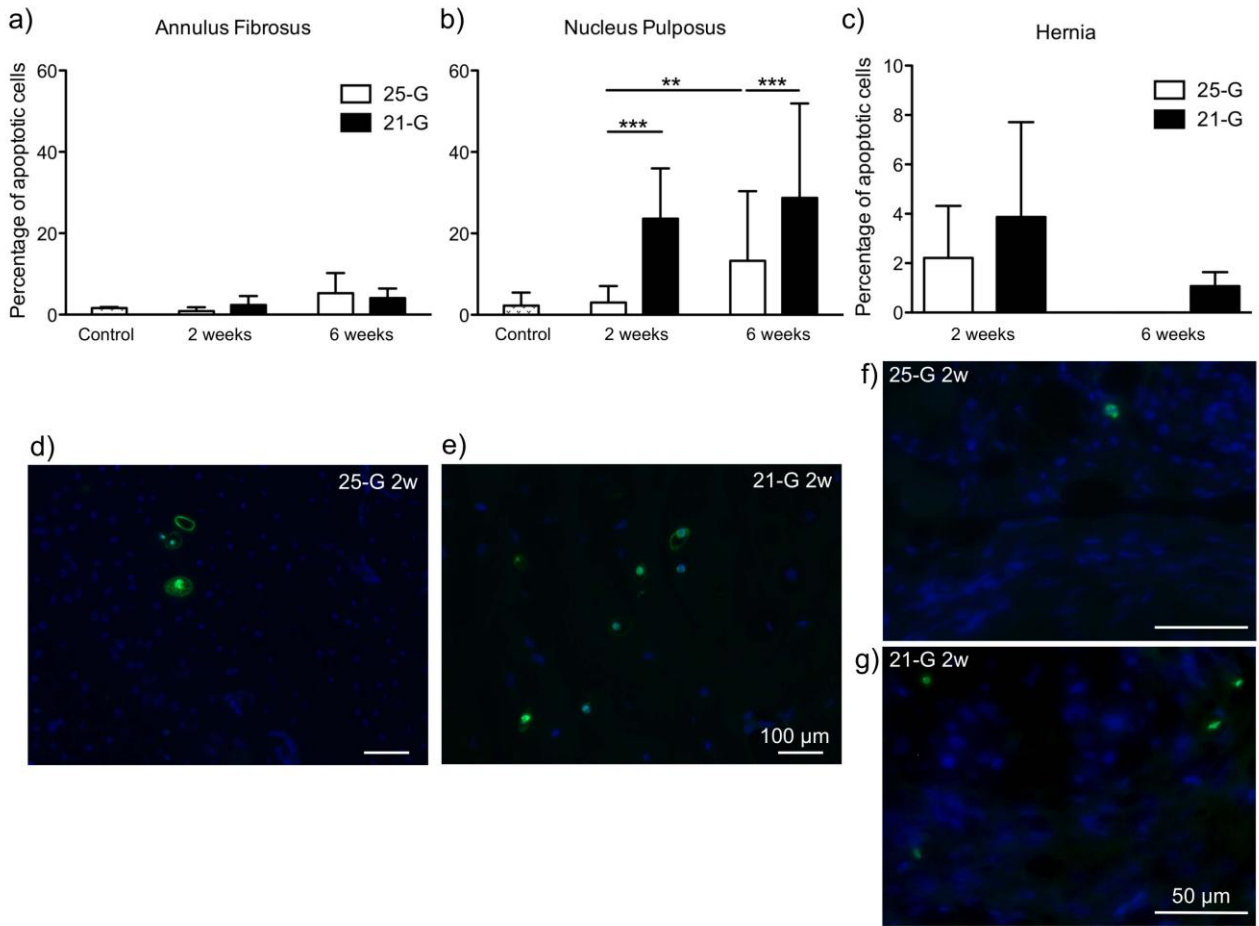 a)
Annulus Fibrosus
Percentage of apoptotic cells
60
40
20
0
25-G
21-G
Control
2 weeks
6 weeks
b)
Nucleus Pulposus
60
40
20
0
**
***
***
Control
2 weeks
6 weeks
c)
Hernia
Percentage of apoptotic cells
10
8
6
4
2
0
25-G
21-G
2 weeks
6 weeks
d)
25-G 2w
e)
21-G 2w
100 µm
f)
25-G 2w
g)
21-G 2w
50 µm